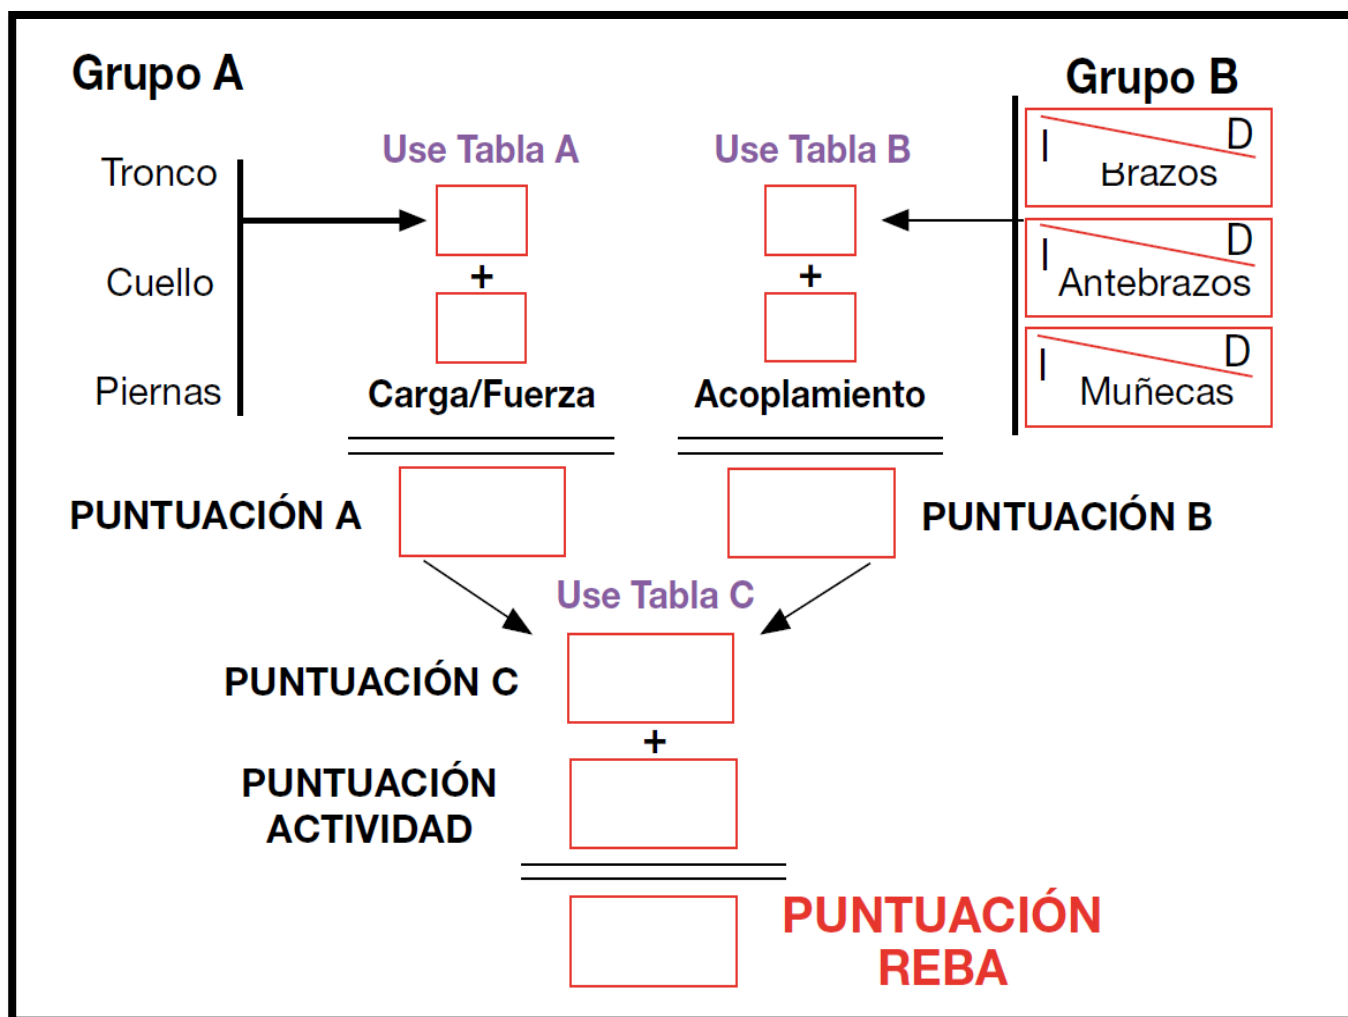 Grupo A
Tronco
Cuello
Piernas
Use Tabla A
+
Carga/Fuerza
PUNTUACIÓN A
Grupo B
I D
Brazos
I D
Antebrazos
I D
Muñecas
Use Tabla B
+
Acoplamiento
PUNTUACIÓN B
Use Tabla C
PUNTUACIÓN C
+
PUNTUACIÓN
ACTIVIDAD
PUNTUACIÓN
REBA